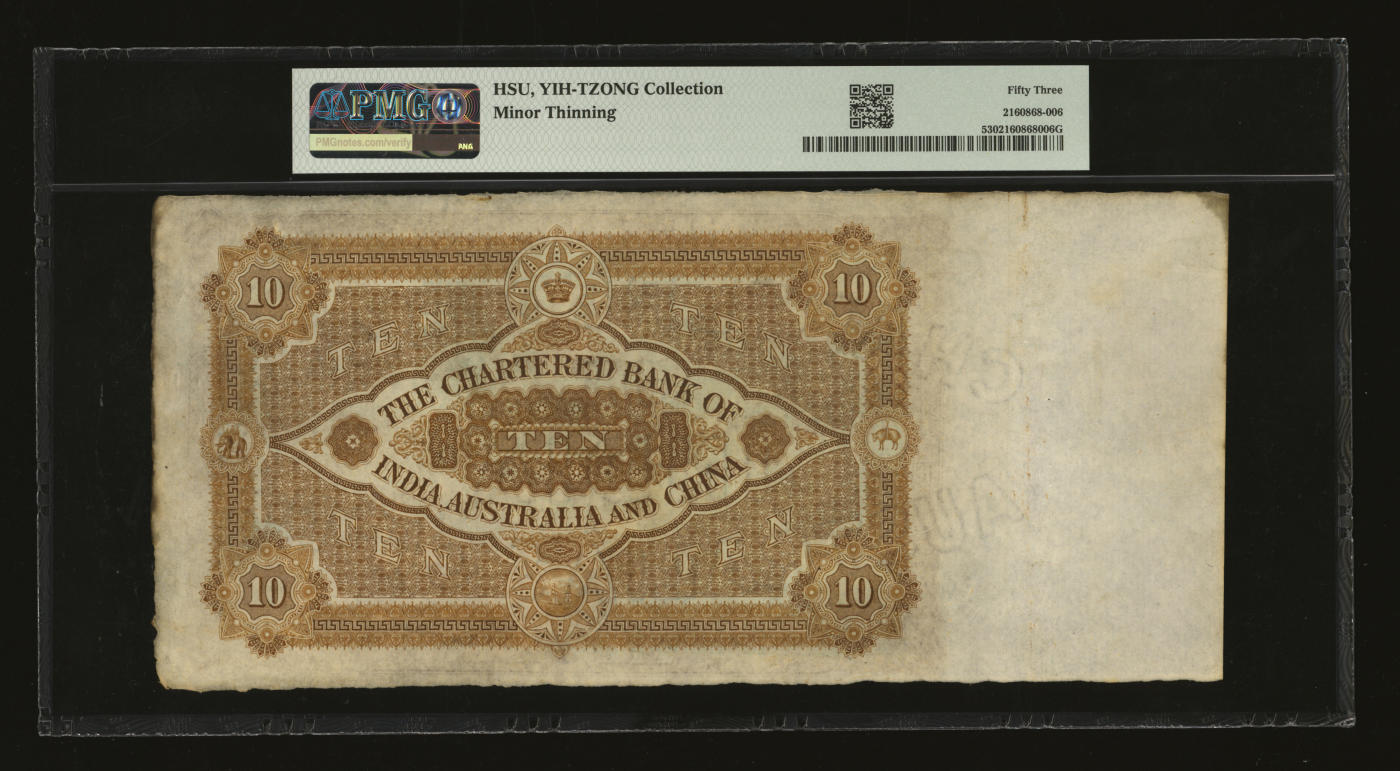 PMG
PMGnotes.com/verify
ANA
HSU, YIH-TZONG Collection
Minor Thinning
Fifty Three
2160868-006
5302160868006G
10
10
TEN
TEN
THE CHARTERED BANK OF
TEN
INDIA AUSTRALIA AND CHINA
TEN
TEN
10
10